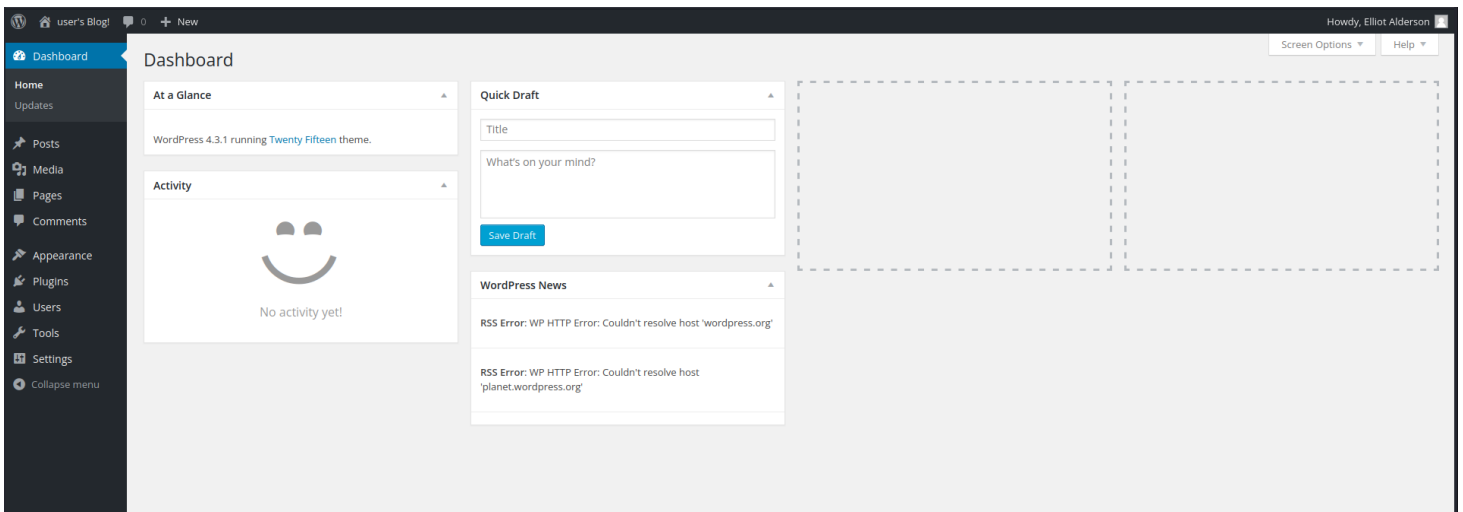 user's Blog! 0 + New
Howdy, Elliot Alderson
Dashboard
Home
Updates
Posts
Media
Pages
Comments
Appearance
Plugins
Users
Tools
Settings
Collapse menu
Screen Options ▼
Help ▼
Dashboard
At a Glance
WordPress 4.3.1 running Twenty Fifteen theme.
Activity
No activity yet!
Quick Draft
Title
What's on your mind?
Save Draft
WordPress News
RSS Error: WP HTTP Error: Couldn't resolve host 'wordpress.org'
RSS Error: WP HTTP Error: Couldn't resolve host
'planet.wordpress.org'